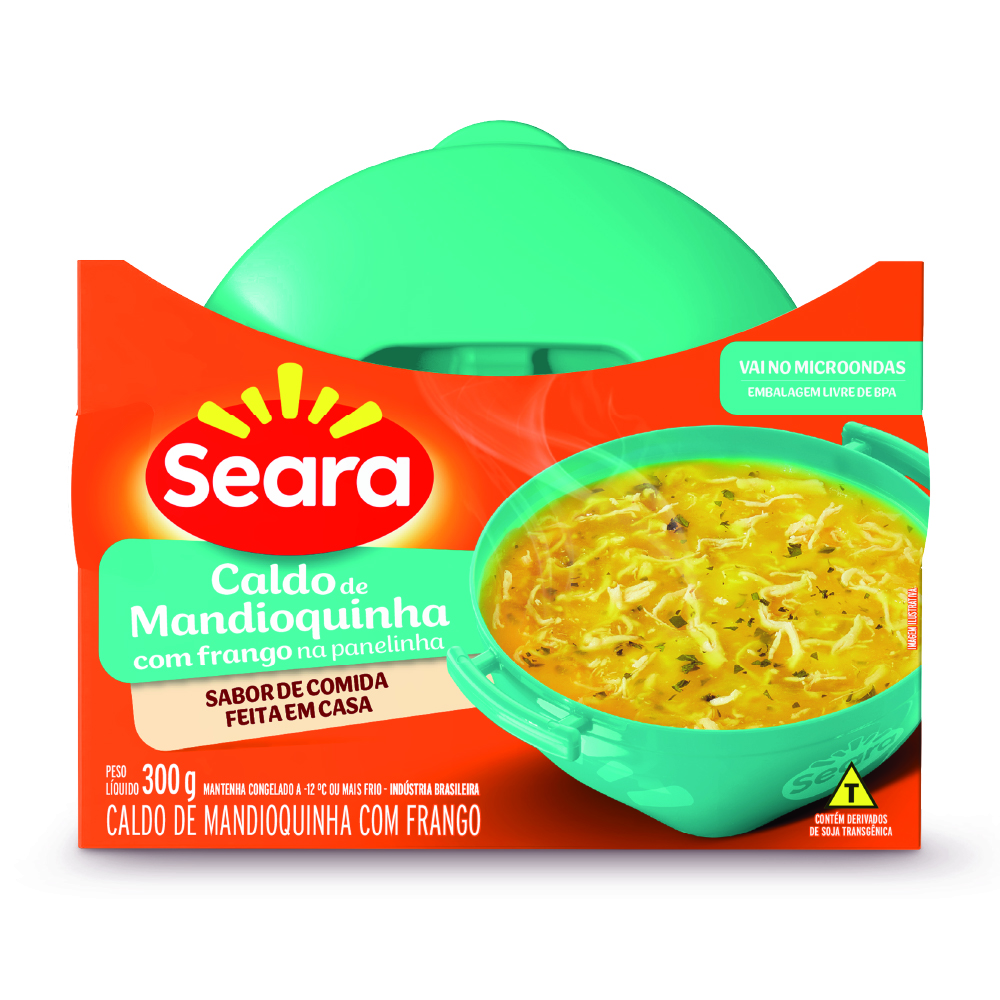 VAI NO MICROONDAS
EMBALAGEM LIVRE DE BPA
Seara
Caldo de
Mandioquinha
com frango na panelinha
SABOR DE COMIDA
FEITA EM CASA
IMAGEM ILUSTRATIVA
Seara
PESO
LÍQUIDO 300 g MANTENHA CONGELADO A -12 ºC OU MAIS FRIO - INDÚSTRIA BRASILEIRA
CALDO DE MANDIOQUINHA COM FRANGO
T
CONTÉM DERIVADOS
DE SOJA TRANSGÊNICA